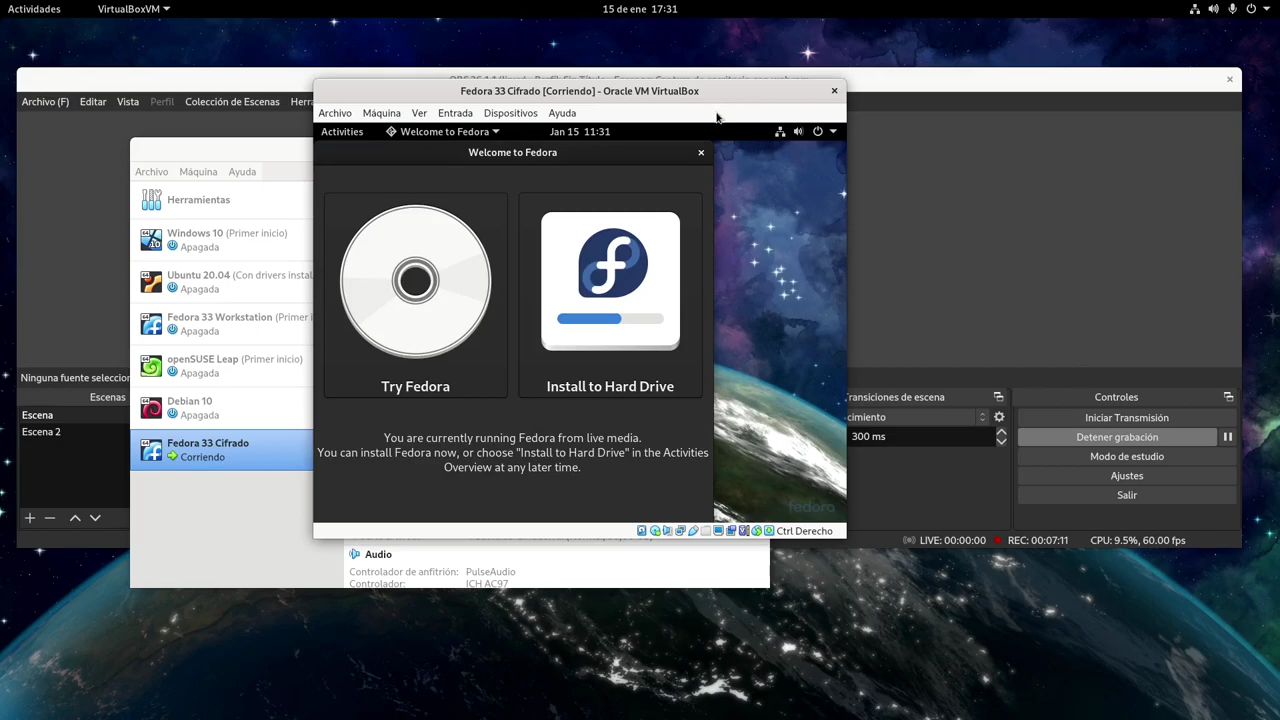 Actividades
VirtualBoxVM
15 de ene 17:31
Archivo (F)
Editar
Vista
Perfil
Colección de Escenas
Fedora 33 Cifrado [Corriendo] - Oracle VM VirtualBox
Archivo
Máquina
Ver
Entrada
Dispositivos
Ayuda
Activities
Welcome to Fedora
Jan 15 11:31
Welcome to Fedora
Try Fedora
Install to Hard Drive
You are currently running Fedora from live media.
You can install Fedora now, or choose "Install to Hard Drive" in the Activities
Overview at any later time.
fedora
Ctrl Derecho
Archivo
Máquina
Ayuda
Herramientas
Windows 10 (Primer inicio)
Apagada
Ubuntu 20.04 (Con drivers instal
Apagada
Fedora 33 Workstation (Primer i
Apagada
openSUSE Leap (Primer inicio)
Apagada
Debian 10
Apagada
Fedora 33 Cifrado
Corriendo
Audio
Controlador de anfitrión: PulseAudio
Controlador: ICH AC97
Ninguna fuente seleccion
Escenas
Escena
Escena 2
Transiciones de escena
300 ms
Controles
Iniciar Transmisión
Detener grabación
Modo de estudio
Ajustes
Salir
LIVE: 00:00:00
REC: 00:07:11
CPU: 9.5%, 60.00 fps